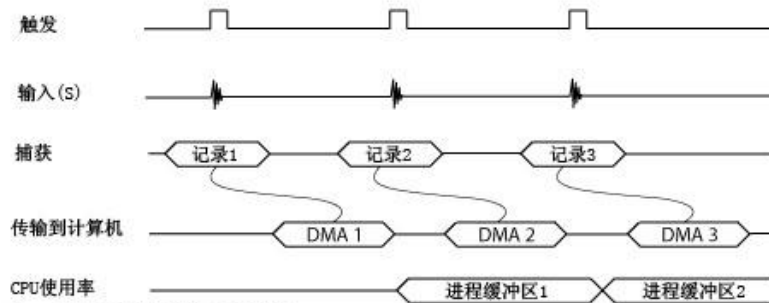 触发
输入(S)
捕获
记录1
记录2
记录3
传输到计算机
DMA 1
DMA 2
DMA 3
CPU使用率
进程缓冲区1
进程缓冲区2